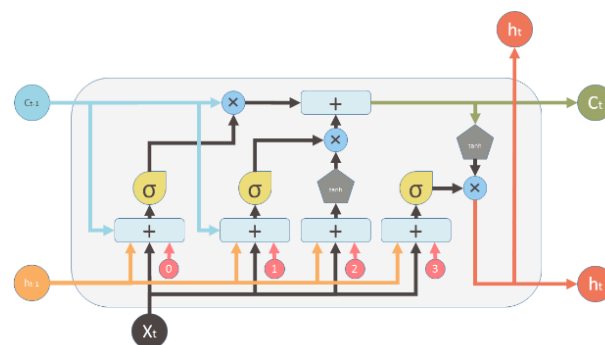 ht
Ct-1
×
+
Ct
×
tanh
σ
σ
tanh
σ
×
+
+
+
+
0
1
2
3
ht-1
ht
Xt